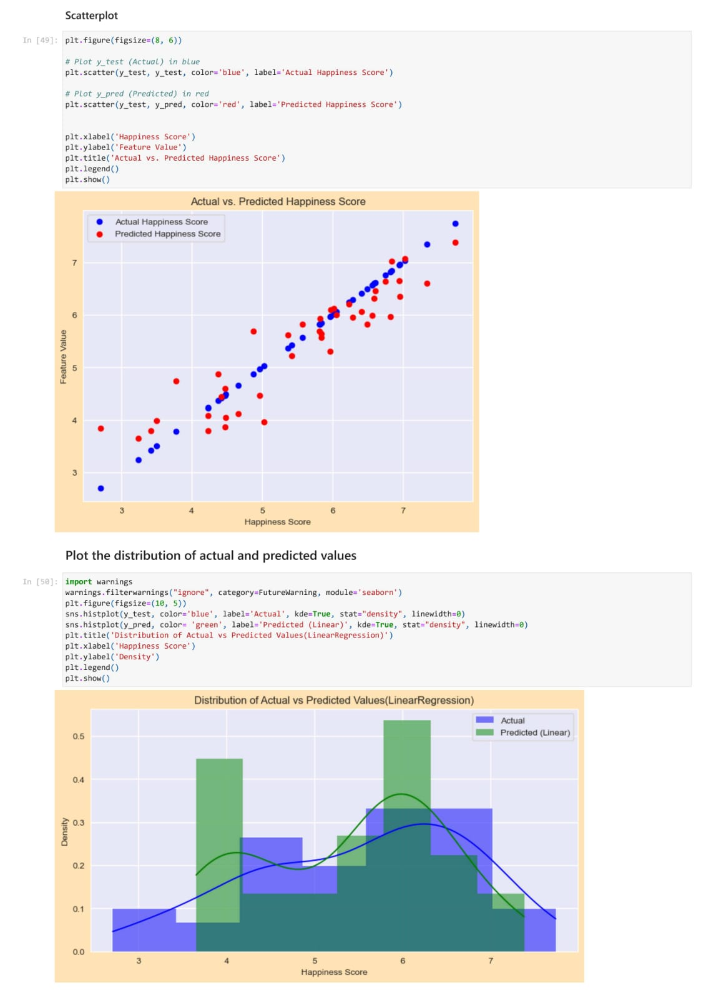 Scatterplot
In [49]:
plt.figure(figsize=(8, 6))
# Plot y_test (Actual) in blue
plt.scatter(y_test, y_test, color='blue', label='Actual Happiness Score')
# Plot y_pred (Predicted) in red
plt.scatter(y_test, y_pred, color='red', label='Predicted Happiness Score')
plt.xlabel('Happiness Score')
plt.ylabel('Feature Value')
plt.title('Actual vs. Predicted Happiness Score')
plt.legend()
plt.show()
Actual vs. Predicted Happiness Score
Actual Happiness Score
Predicted Happiness Score
Feature Value
7
6
5
4
3
3 4 5 6 7
Happiness Score
Plot the distribution of actual and predicted values
In [50]:
import warnings
warnings.filterwarnings("ignore", category=FutureWarning, module='seaborn')
plt.figure(figsize=(10, 5))
sns.histplot(y_test, color='blue', label='Actual', kde=True, stat="density", linewidth=0)
sns.histplot(y_pred, color= 'green', label='Predicted (Linear)', kde=True, stat="density", linewidth=0)
plt.title('Distribution of Actual vs Predicted Values(LinearRegression)')
plt.xlabel('Happiness Score')
plt.ylabel('Density')
plt.legend()
plt.show()
Distribution of Actual vs Predicted Values(LinearRegression)
Actual
Predicted (Linear)
Density
0.5
0.4
0.3
0.2
0.1
0.0
3 4 5 6 7
Happiness Score